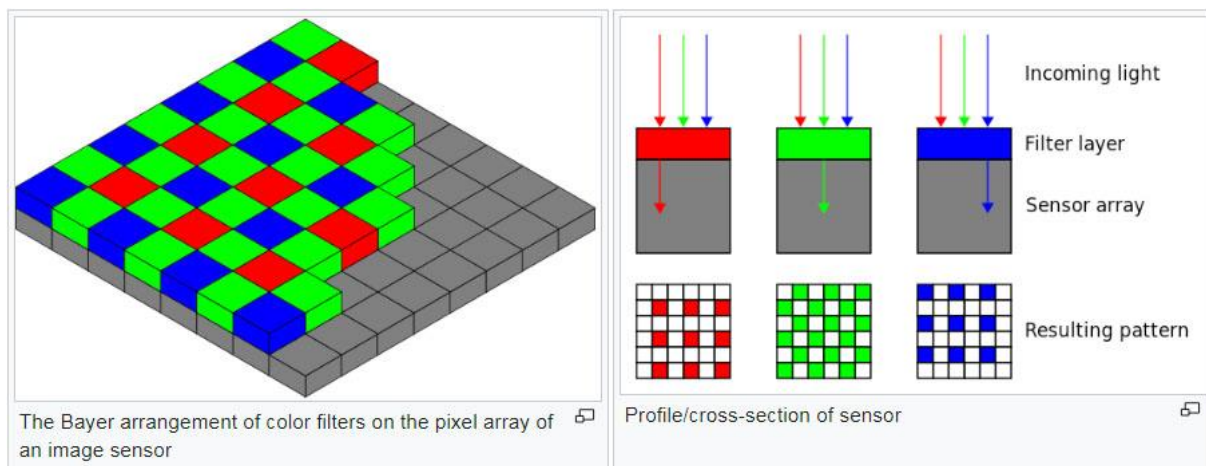 Incoming light
Filter layer
Sensor array
Resulting pattern
The Bayer arrangement of color filters on the pixel array of
an image sensor
Profile/cross-section of sensor